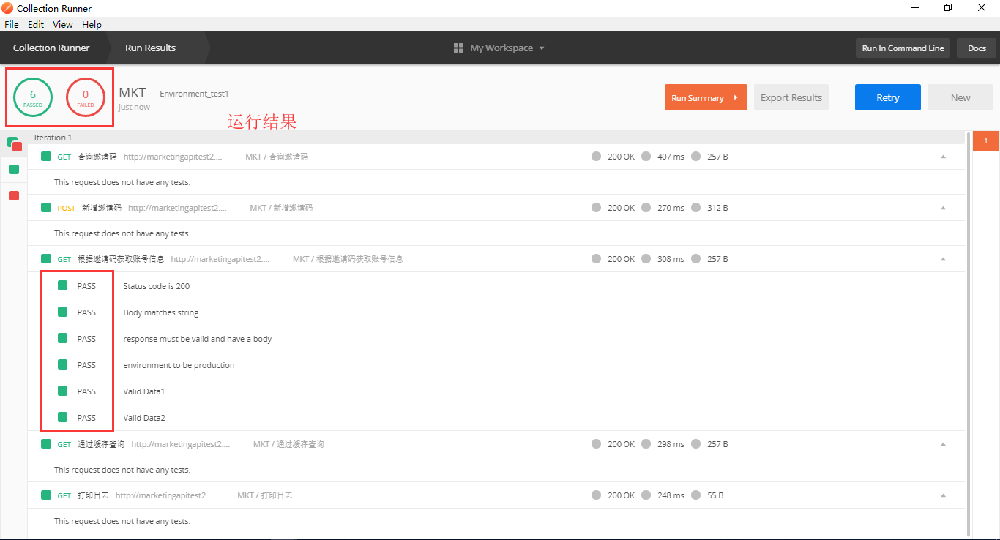 Collection Runner
File Edit View Help
Collection Runner Run Results My Workspace Run In Command Line Docs
6 PASSED 0 FAILED
MKT Environment_test1
just now
Run Summary Export Results Retry New
运行结果
Iteration 1
1
GET 查询邀请码 http://marketingapitest2.... MKT / 查询邀请码 200 OK 407 ms 257 B
This request does not have any tests.
POST 新增邀请码 http://marketingapitest2.... MKT / 新增邀请码 200 OK 270 ms 312 B
This request does not have any tests.
GET 根据邀请码获取账号信息 http://marketingapitest2.... MKT / 根据邀请码获取账号信息 200 OK 308 ms 257 B
PASS Status code is 200
PASS Body matches string
PASS response must be valid and have a body
PASS environment to be production
PASS Valid Data1
PASS Valid Data2
GET 通过缓存查询 http://marketingapitest2.... MKT / 通过缓存查询 200 OK 298 ms 257 B
This request does not have any tests.
GET 打印日志 http://marketingapitest2.... MKT / 打印日志 200 OK 248 ms 55 B
This request does not have any tests.